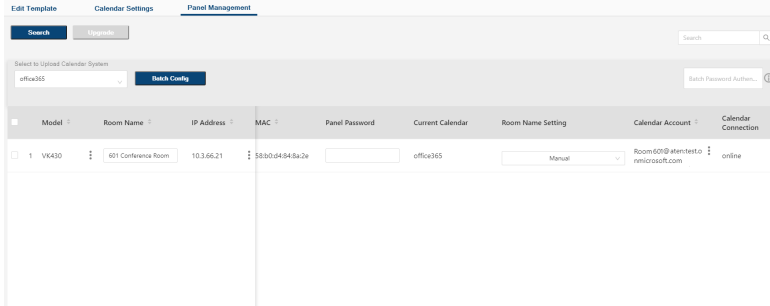 Edit Template Calendar Settings Panel Management
Search Upgrade
Search
Select to Upload Calendar System
office365 Batch Config Batch Password Authen...
Model Room Name IP Address MAC Panel Password Current Calendar Room Name Setting Calendar Account Calendar
Connection
1 VK430 601 Conference Room 10.3.66.21 58:b0:d4:84:8a:2e office365 Manual Room601@atentest.o
nmicrosoft.com online